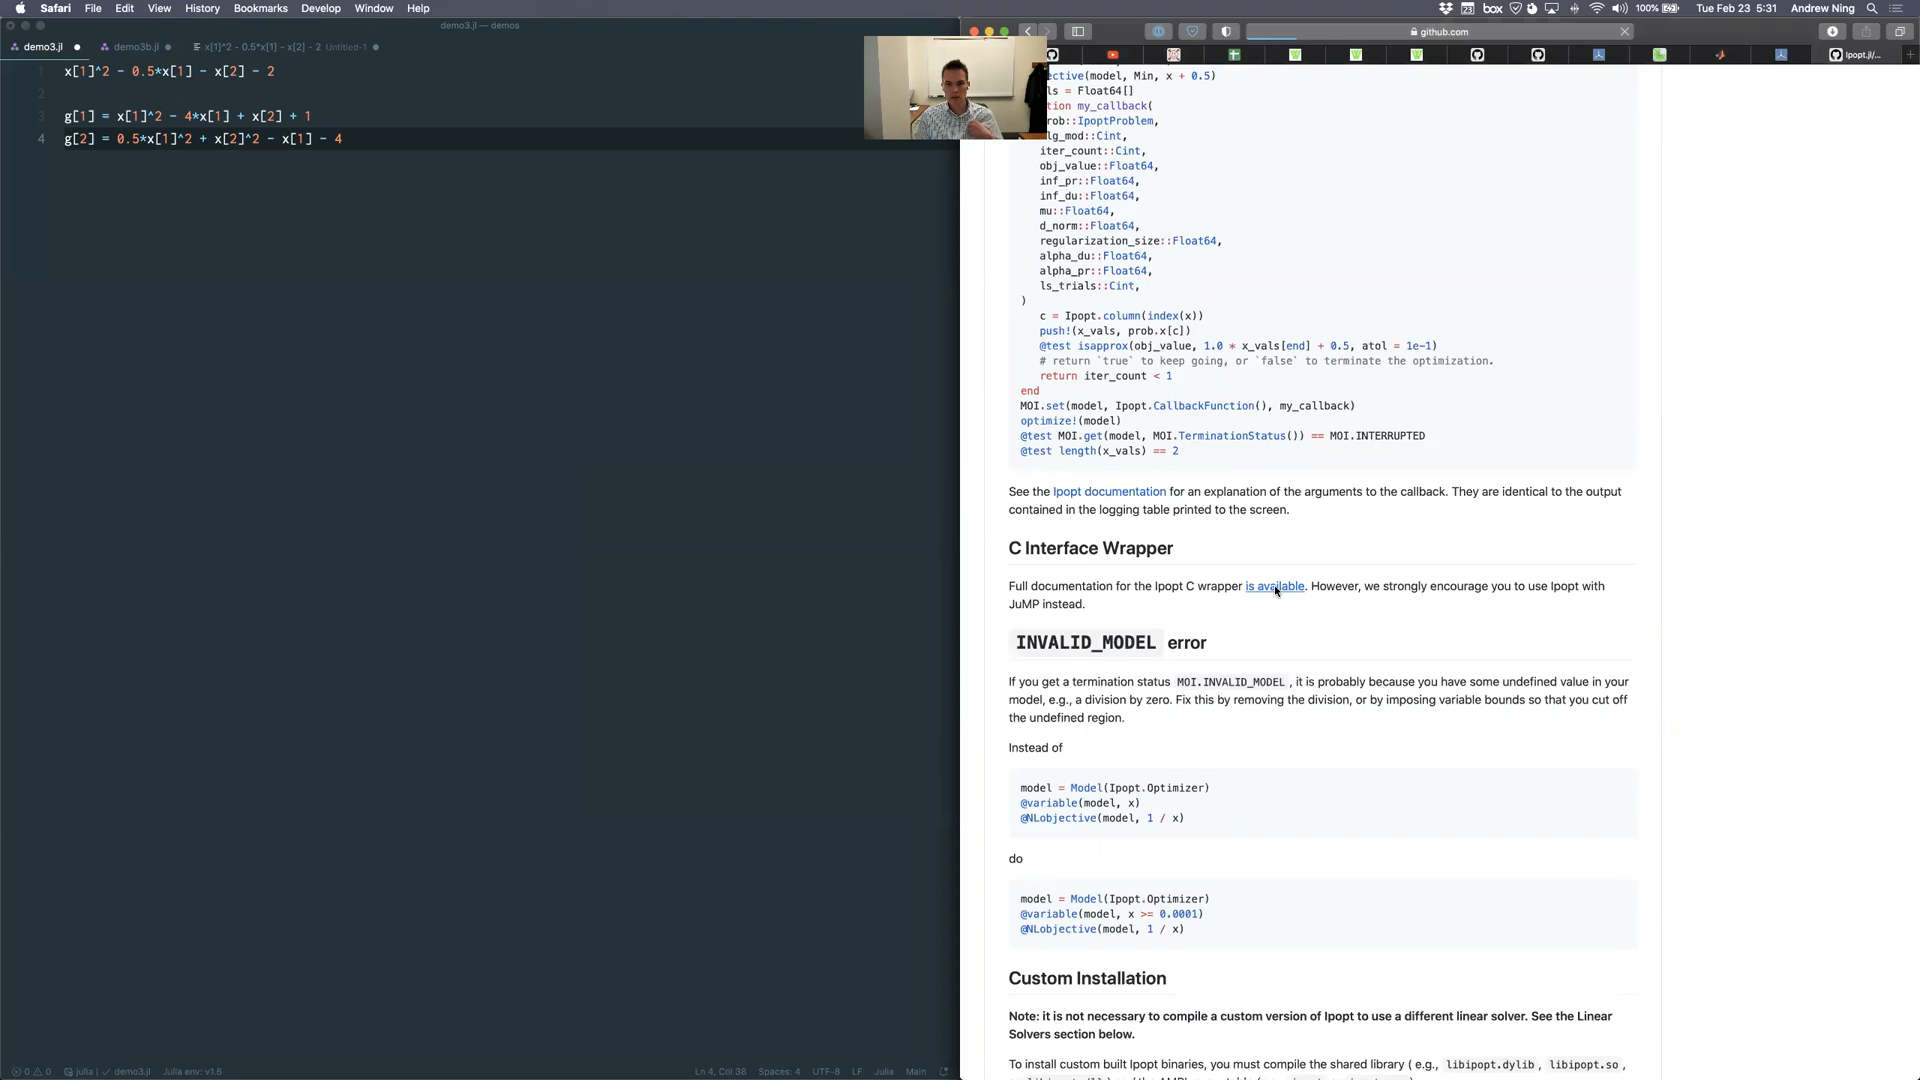 Safari File Edit View History Bookmarks Develop Window Help
box 100% Tue Feb 23 5:31 Andrew Ning
demo3.jl — demos
demo3.jl
demo3b.jl
x[1]^2 - 0.5*x[1] - x[2] - 2 Untitled-1
1 x[1]^2 - 0.5*x[1] - x[2] - 2
2
3 g[1] = x[1]^2 - 4*x[1] + x[2] + 1
4 g[2] = 0.5*x[1]^2 + x[2]^2 - x[1] - 4
0 0 julia demo3.jl Julia env: v1.5
Ln 4, Col 38 Spaces: 4 UTF-8 LF Julia Main
github.com
Ipopt.jl/...
ective(model, Min, x + 0.5)
ls = Float64[]
tion my_callback(
rob::IpoptProblem,
lg_mod::Cint,
iter_count::Cint,
obj_value::Float64,
inf_pr::Float64,
inf_du::Float64,
mu::Float64,
d_norm::Float64,
regularization_size::Float64,
alpha_du::Float64,
alpha_pr::Float64,
ls_trials::Cint,
)
c = Ipopt.column(index(x))
push!(x_vals, prob.x[c])
@test isapprox(obj_value, 1.0 * x_vals[end] + 0.5, atol = 1e-1)
# return `true` to keep going, or `false` to terminate the optimization.
return iter_count < 1
end
MOI.set(model, Ipopt.CallbackFunction(), my_callback)
optimize!(model)
@test MOI.get(model, MOI.TerminationStatus()) == MOI.INTERRUPTED
@test length(x_vals) == 2
See the Ipopt documentation for an explanation of the arguments to the callback. They are identical to the output
contained in the logging table printed to the screen.
C Interface Wrapper
Full documentation for the Ipopt C wrapper is available. However, we strongly encourage you to use Ipopt with
JuMP instead.
INVALID_MODEL error
If you get a termination status MOI.INVALID_MODEL , it is probably because you have some undefined value in your
model, e.g., a division by zero. Fix this by removing the division, or by imposing variable bounds so that you cut off
the undefined region.
Instead of
model = Model(Ipopt.Optimizer)
@variable(model, x)
@NLobjective(model, 1 / x)
do
model = Model(Ipopt.Optimizer)
@variable(model, x >= 0.0001)
@NLobjective(model, 1 / x)
Custom Installation
Note: it is not necessary to compile a custom version of Ipopt to use a different linear solver. See the Linear
Solvers section below.
To install custom built Ipopt binaries, you must compile the shared library ( e.g., libipopt.dylib , libipopt.so ,